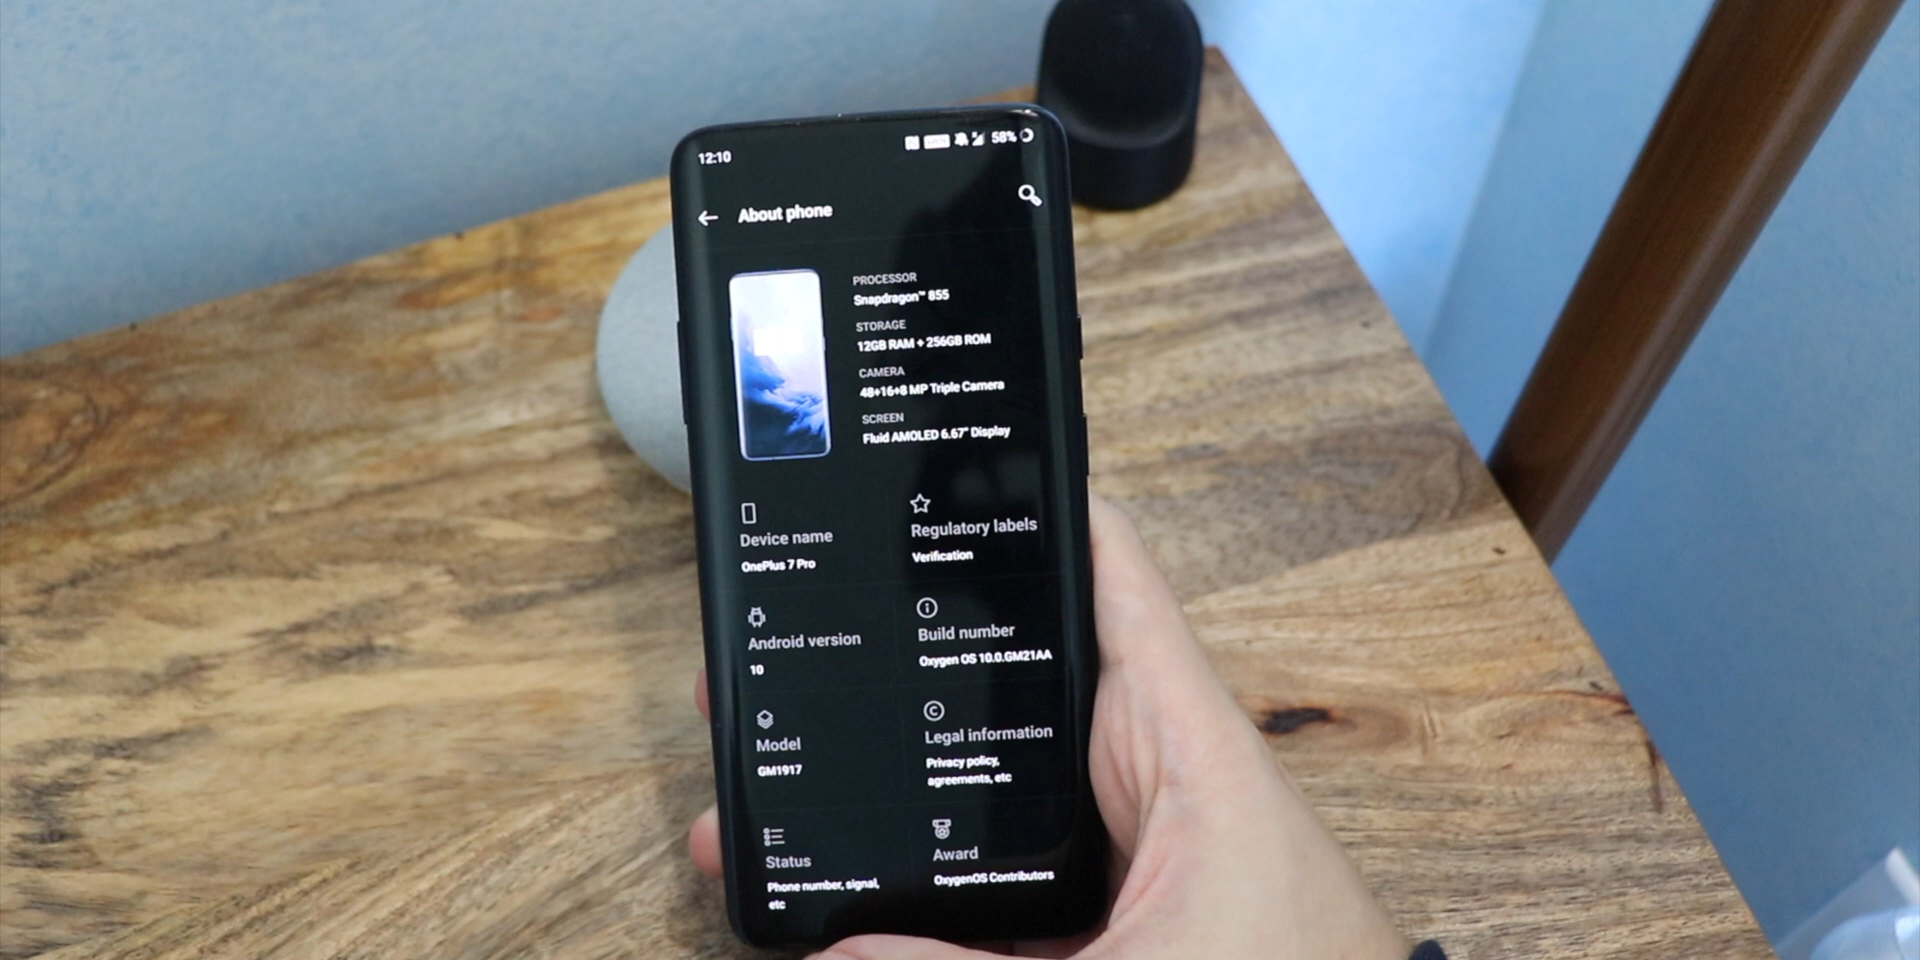 12:10 58%
About phone
PROCESSOR
Snapdragon™ 855
STORAGE
12GB RAM + 256GB ROM
CAMERA
48+16+8 MP Triple Camera
SCREEN
Fluid AMOLED 6.67" Display
Device name
OnePlus 7 Pro
Regulatory labels
Verification
Android version
10
Build number
Oxygen OS 10.0.GM21AA
Model
GM1917
Legal information
Privacy policy,
agreements, etc
Status
Phone number, signal,
etc
Award
OxygenOS Contributors